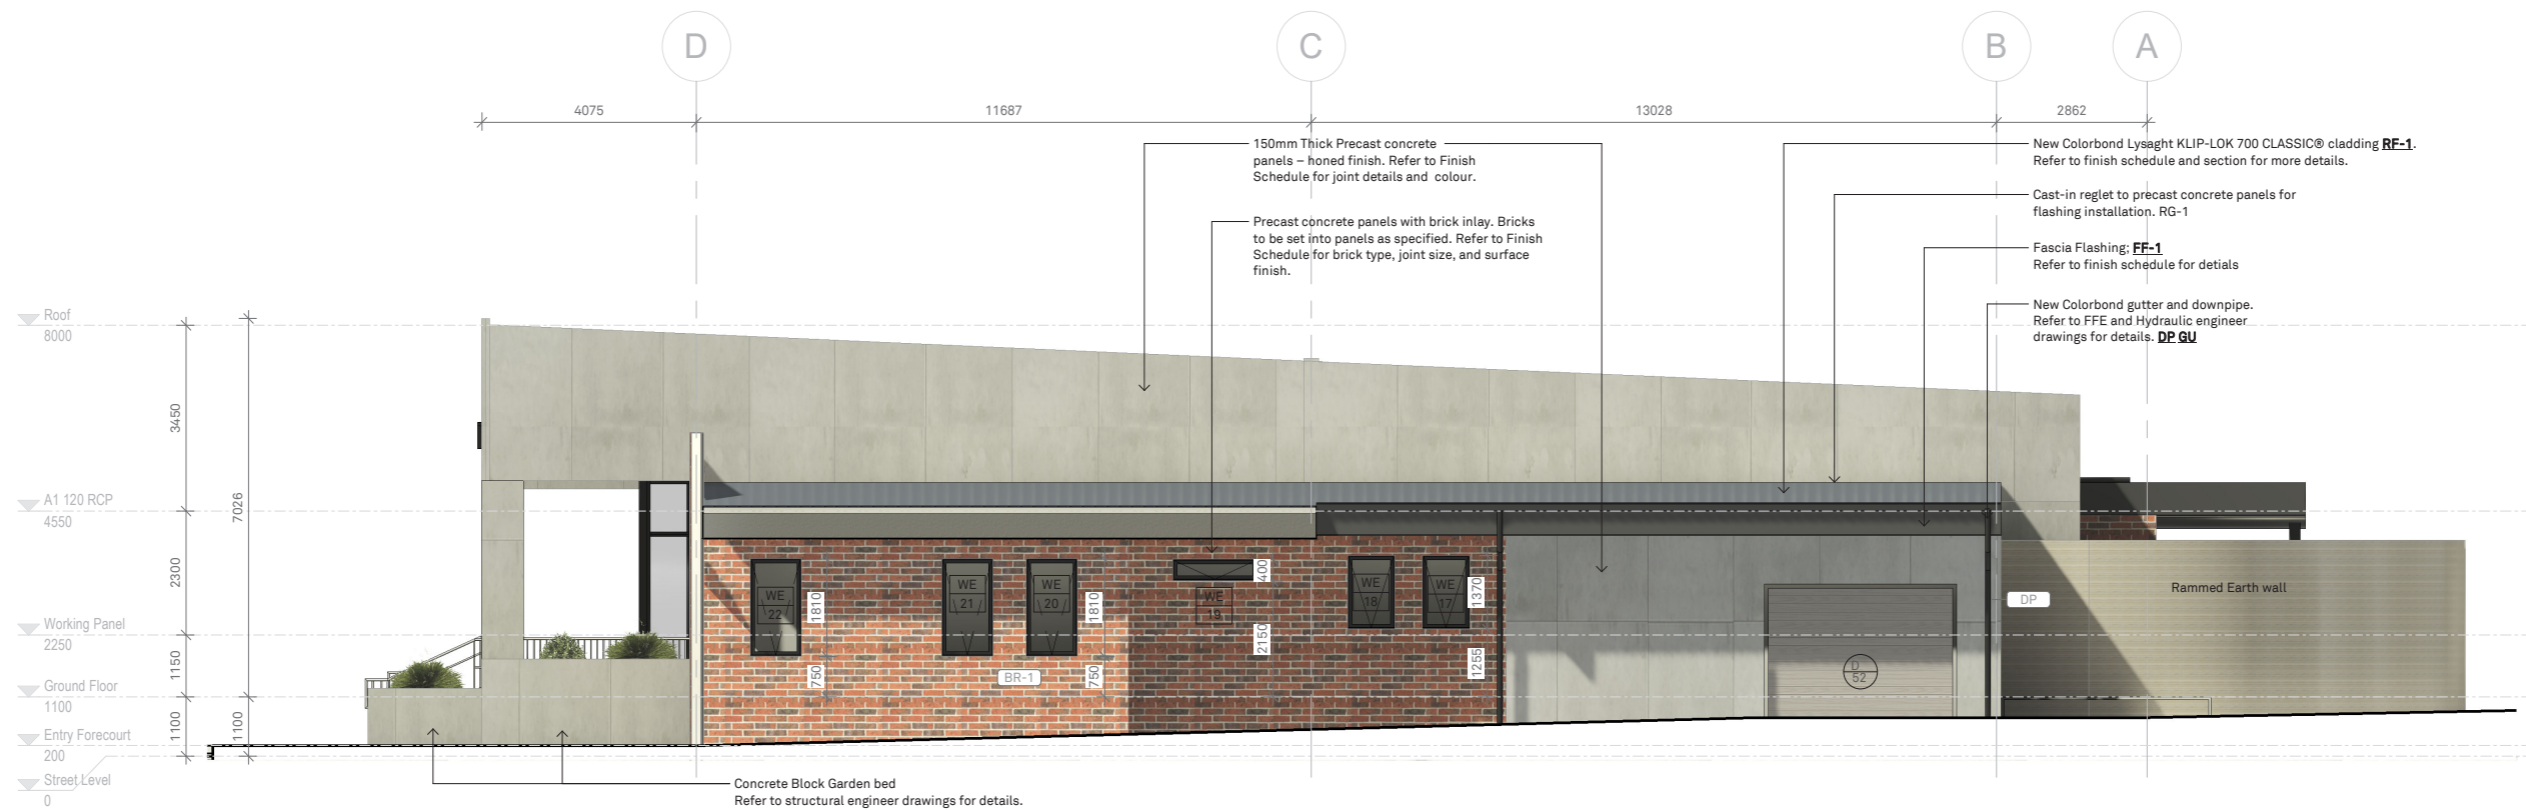 D
C
B
A
4075
11687
13028
2862
150mm Thick Precast concrete
panels – honed finish. Refer to Finish
Schedule for joint details and colour.
Precast concrete panels with brick inlay. Bricks
to be set into panels as specified. Refer to Finish
Schedule for brick type, joint size, and surface
finish.
New Colorbond Lysaght KLIP-LOK 700 CLASSIC® cladding RF-1.
Refer to finish schedule and section for more details.
Cast-in reglet to precast concrete panels for
flashing installation. RG-1
Fascia Flashing; FF-1
Refer to finish schedule for detials
New Colorbond gutter and downpipe.
Refer to FFE and Hydraulic engineer
drawings for details. DP GU
Roof
8000
3450
7026
A1 120 RCP
4550
2300
Working Panel
2250
1150
Ground Floor
1100
1100
1100
Entry Forecourt
200
Street Level
0
WE
22
1810
750
WE
21
WE
20
1810
750
BR-1
WE
19
400
2150
WE
18
WE
17
1370
1255
D
52
DP
Rammed Earth wall
Concrete Block Garden bed
Refer to structural engineer drawings for details.